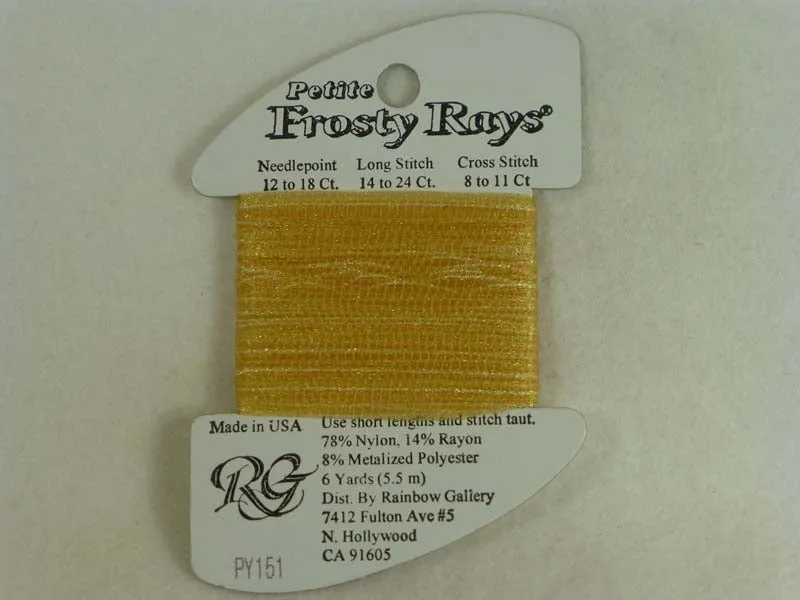 Petite
Frosty Rays®
Needlepoint Long Stitch Cross Stitch
12 to 18 Ct. 14 to 24 Ct. 8 to 11 Ct
Made in USA
Use short lengths and stitch taut.
78% Nylon, 14% Rayon
8% Metalized Polyester
6 Yards (5.5 m)
Dist. By Rainbow Gallery
7412 Fulton Ave #5
N. Hollywood
CA 91605
RG
PY151